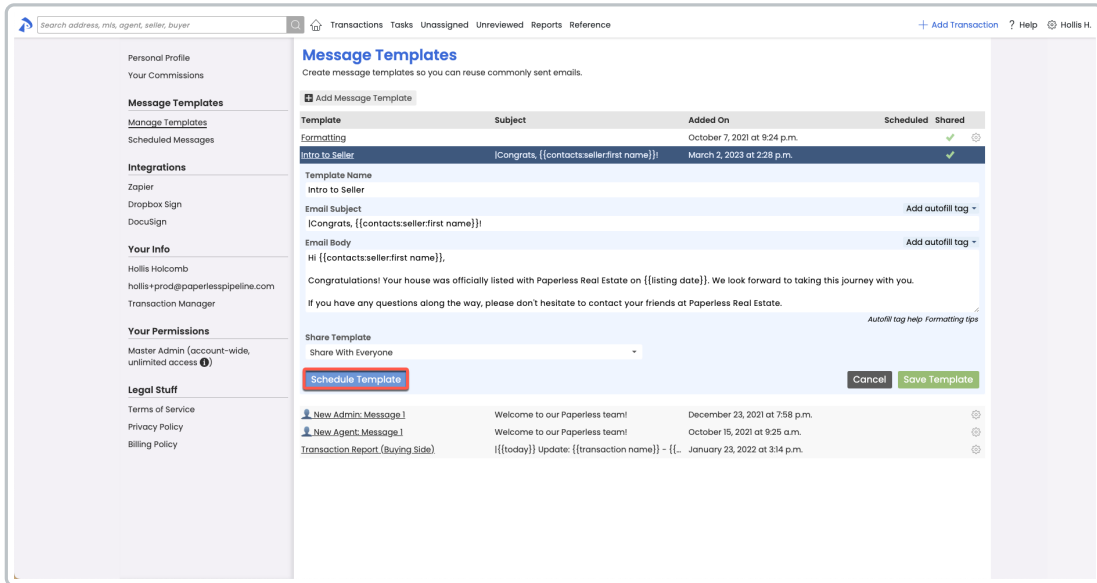 Search address, mls, agent, seller, buyer
Transactions Tasks Unassigned Unreviewed Reports Reference
Add Transaction ? Help Hollis H.
Personal Profile
Your Commissions
Message Templates
Manage Templates
Scheduled Messages
Integrations
Zapier
Dropbox Sign
DocuSign
Your Info
Hollis Holcomb
hollis+prod@paperlesspipeline.com
Transaction Manager
Your Permissions
Master Admin (account-wide,
unlimited access )
Legal Stuff
Terms of Service
Privacy Policy
Billing Policy
Message Templates
Create message templates so you can reuse commonly sent emails.
Add Message Template
Template Subject Added On Scheduled Shared
Formatting October 7, 2021 at 9:24 p.m.
Intro to Seller |Congrats, {{contacts:seller:first name}}! March 2, 2023 at 2:28 p.m.
Template Name
Intro to Seller
Email Subject Add autofill tag
|Congrats, {{contacts:seller:first name}}!
Email Body Add autofill tag
Hi {{contacts:seller:first name}},
Congratulations! Your house was officially listed with Paperless Real Estate on {{listing date}}. We look forward to taking this journey with you.
If you have any questions along the way, please don't hesitate to contact your friends at Paperless Real Estate.
Autofill tag help Formatting tips
Share Template
Share With Everyone
Schedule Template Cancel Save Template
New Admin: Message 1 Welcome to our Paperless team! December 23, 2021 at 7:58 p.m.
New Agent: Message 1 Welcome to our Paperless team! October 15, 2021 at 9:25 a.m.
Transaction Report (Buying Side) |{{today}} Update: {{transaction name}} - {{... January 23, 2022 at 3:14 p.m.